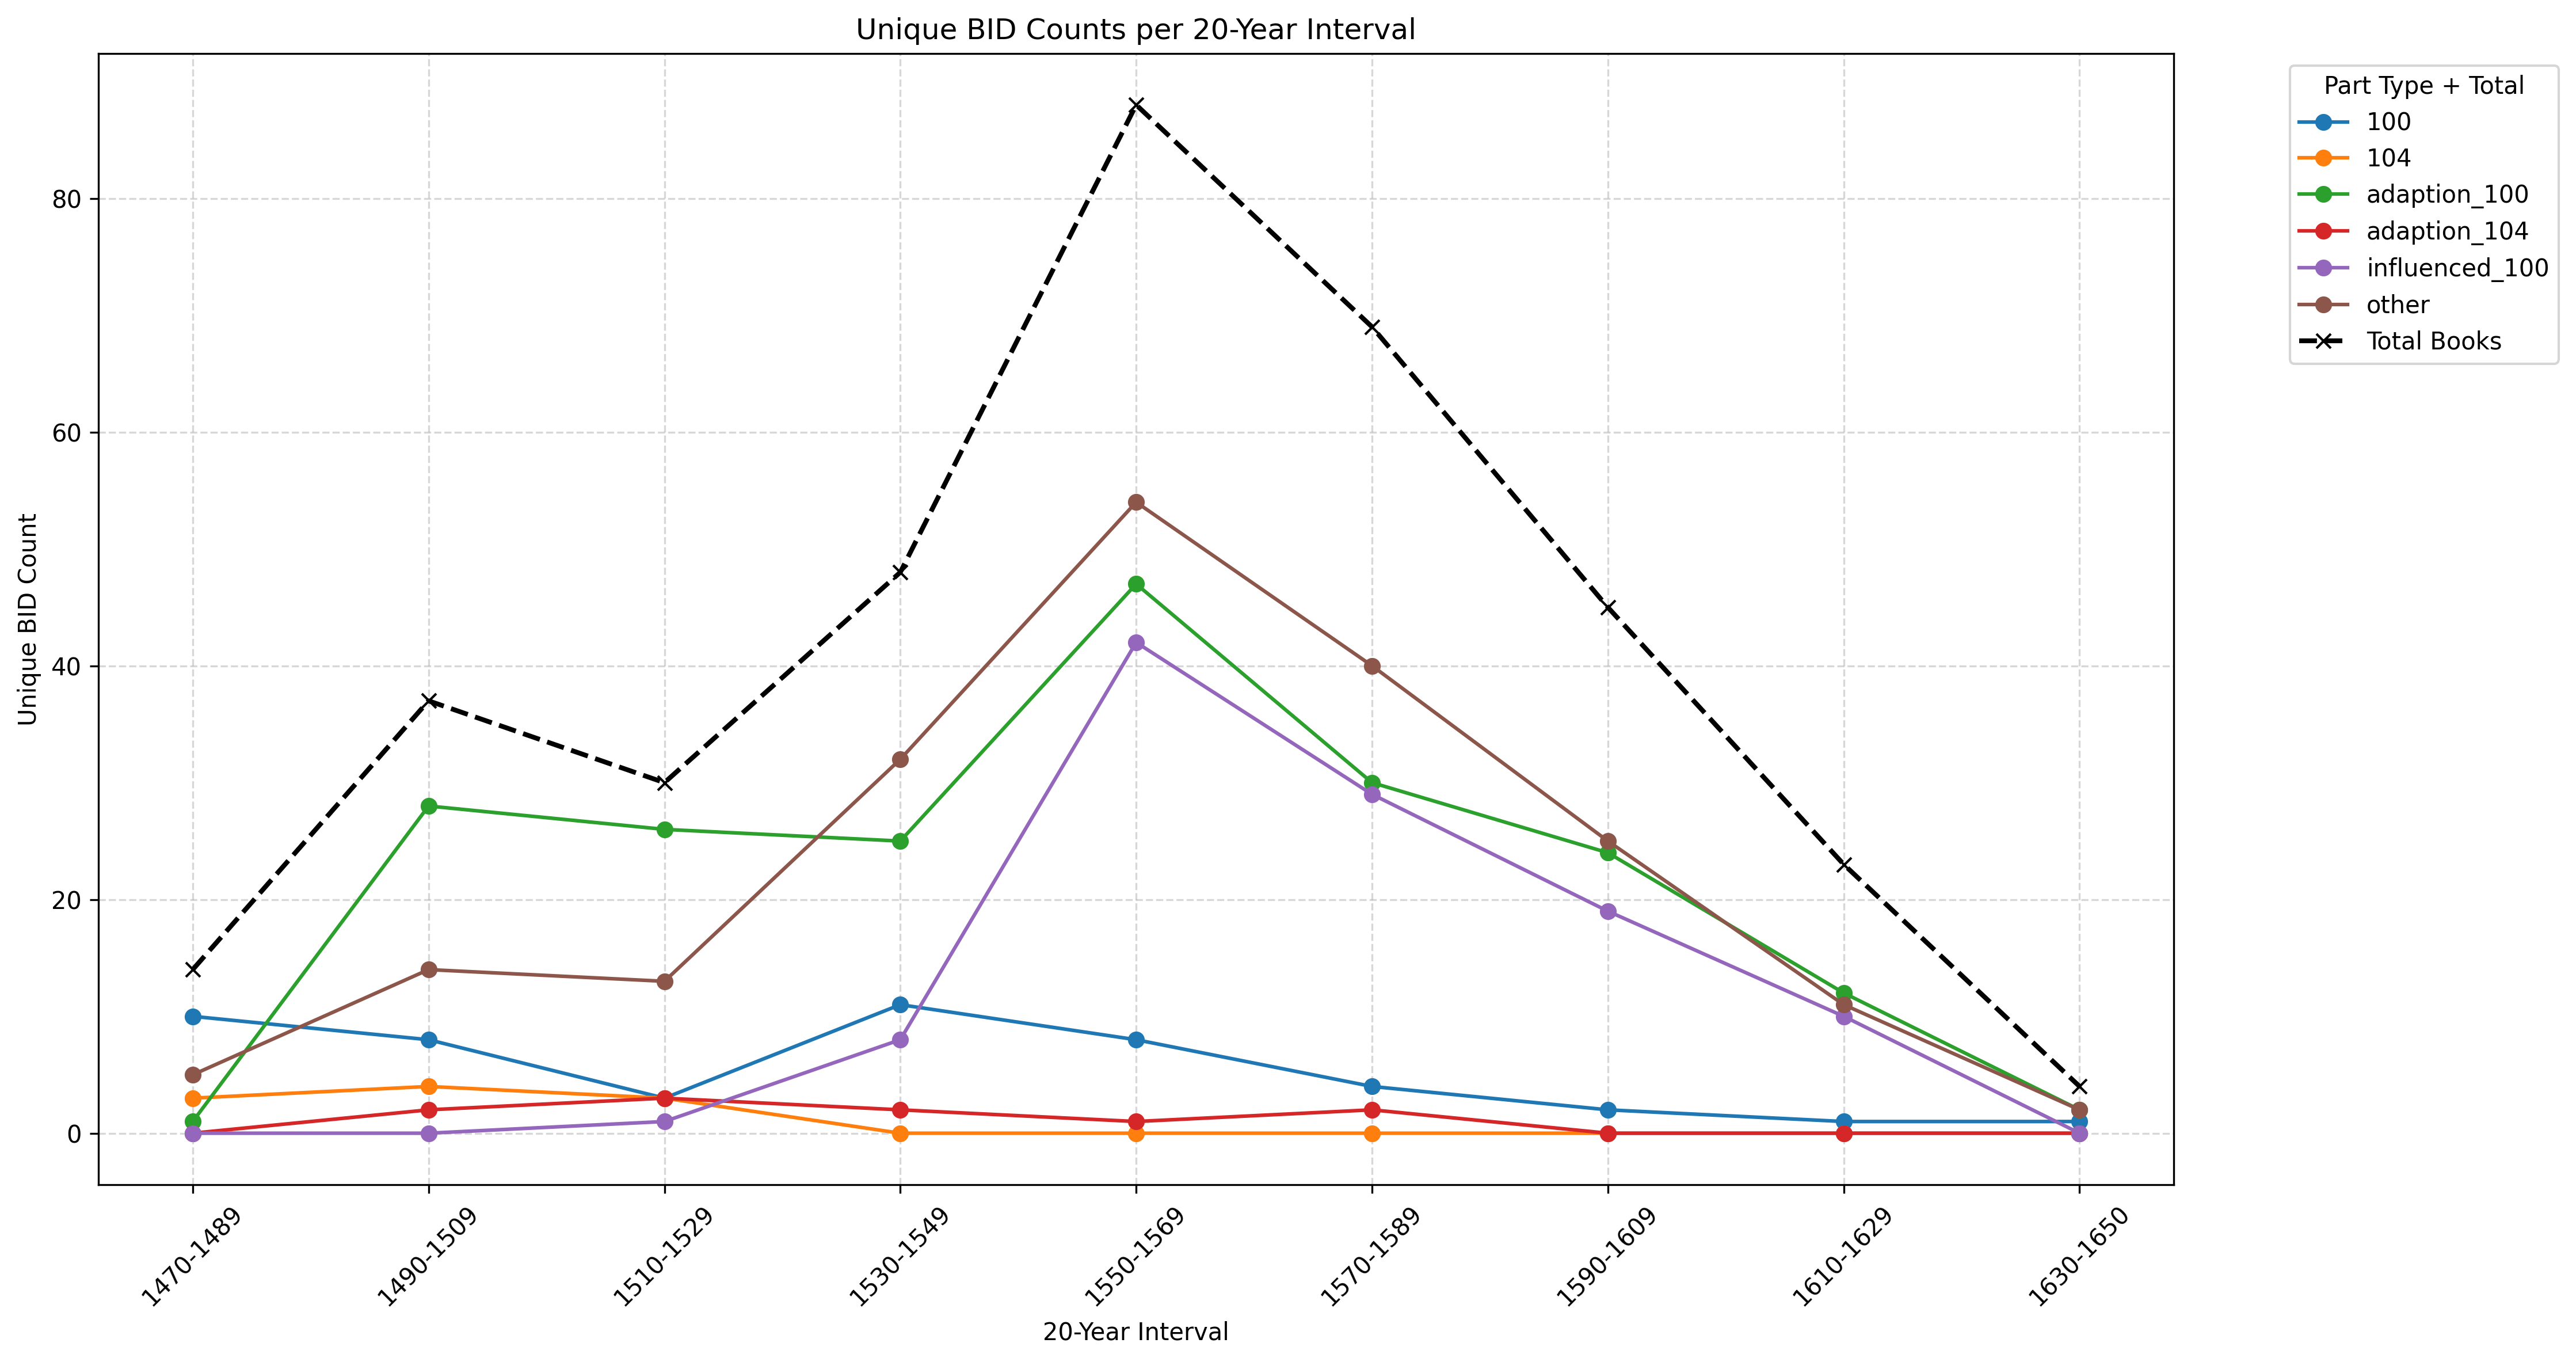 Unique BID Counts per 20-Year Interval
Part Type + Total
100
104
adaption_100
adaption_104
influenced_100
other
Total Books
Unique BID Count
80
60
40
20
0
1470-1489
1490-1509
1510-1529
1530-1549
1550-1569
1570-1589
1590-1609
1610-1629
1630-1650
20-Year Interval